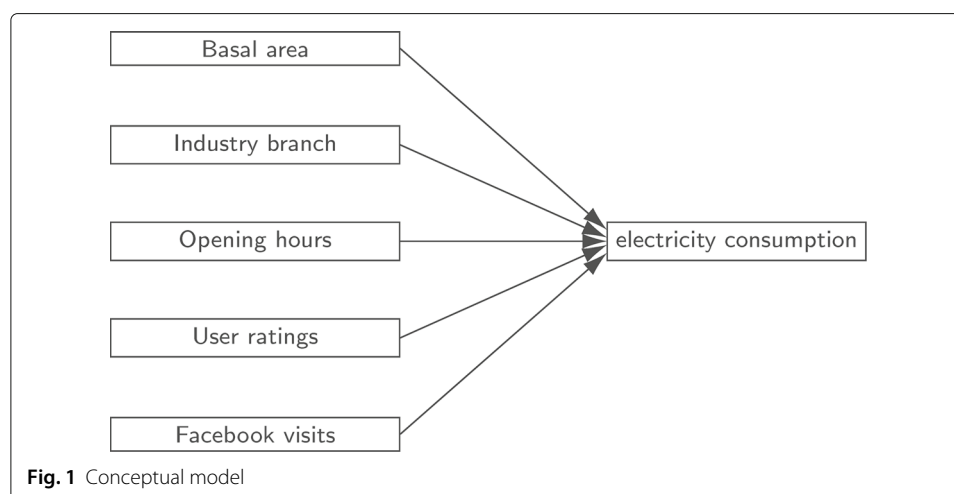 Basal area
Industry branch
Opening hours
electricity consumption
User ratings
Facebook visits
Fig. 1 Conceptual model